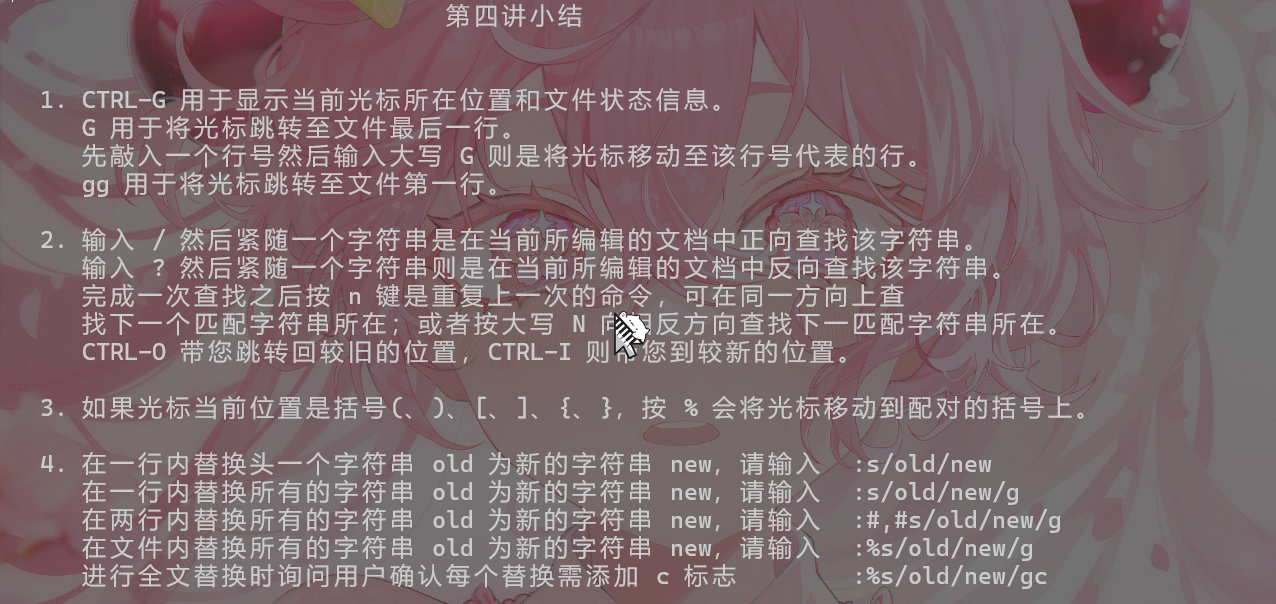 第四讲小结
1. CTRL-G 用于显示当前光标所在位置和文件状态信息。
G 用于将光标跳转至文件最后一行。
先敲入一个行号然后输入大写 G 则是将光标移动至该行号代表的行。
gg 用于将光标跳转至文件第一行。
2. 输入 / 然后紧随一个字符串是在当前所编辑的文档中正向查找该字符串。
输入 ? 然后紧随一个字符串则是在当前所编辑的文档中反向查找该字符串。
完成一次查找之后按 n 键是重复上一次的命令，可在同一方向上查
找下一个匹配字符串所在；或者按大写 N 向相反方向查找下一匹配字符串所在。
CTRL-O 带您跳转回较旧的位置，CTRL-I 则带您到较新的位置。
3. 如果光标当前位置是括号(、)、[、]、{、}，按 % 会将光标移动到配对的括号上。
4. 在一行内替换头一个字符串 old 为新的字符串 new，请输入 :s/old/new
在一行内替换所有的字符串 old 为新的字符串 new，请输入 :s/old/new/g
在两行内替换所有的字符串 old 为新的字符串 new，请输入 :#,#s/old/new/g
在文件内替换所有的字符串 old 为新的字符串 new，请输入 :%s/old/new/g
进行全文替换时询问用户确认每个替换需添加 c 标志 :%s/old/new/gc